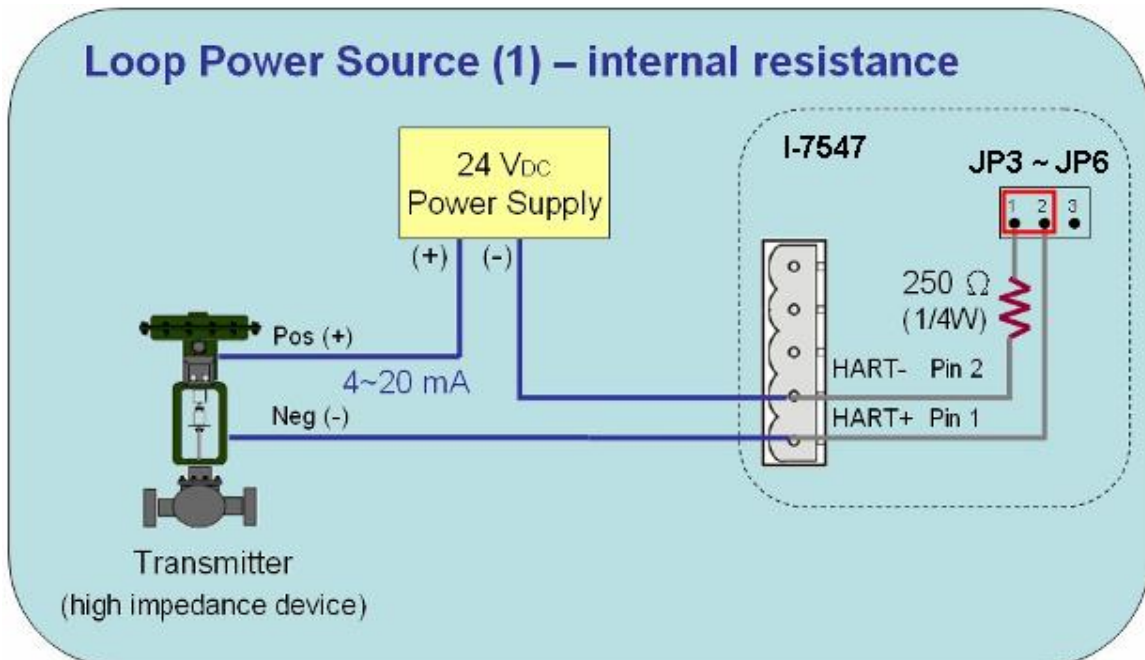 Loop Power Source (1) – internal resistance
24 VDC
Power Supply
(+) (-)
I-7547
JP3 ~ JP6
1 2 3
250 Ω
(1/4W)
Pos (+)
4~20 mA
HART- Pin 2
Neg (-)
HART+ Pin 1
Transmitter
(high impedance device)